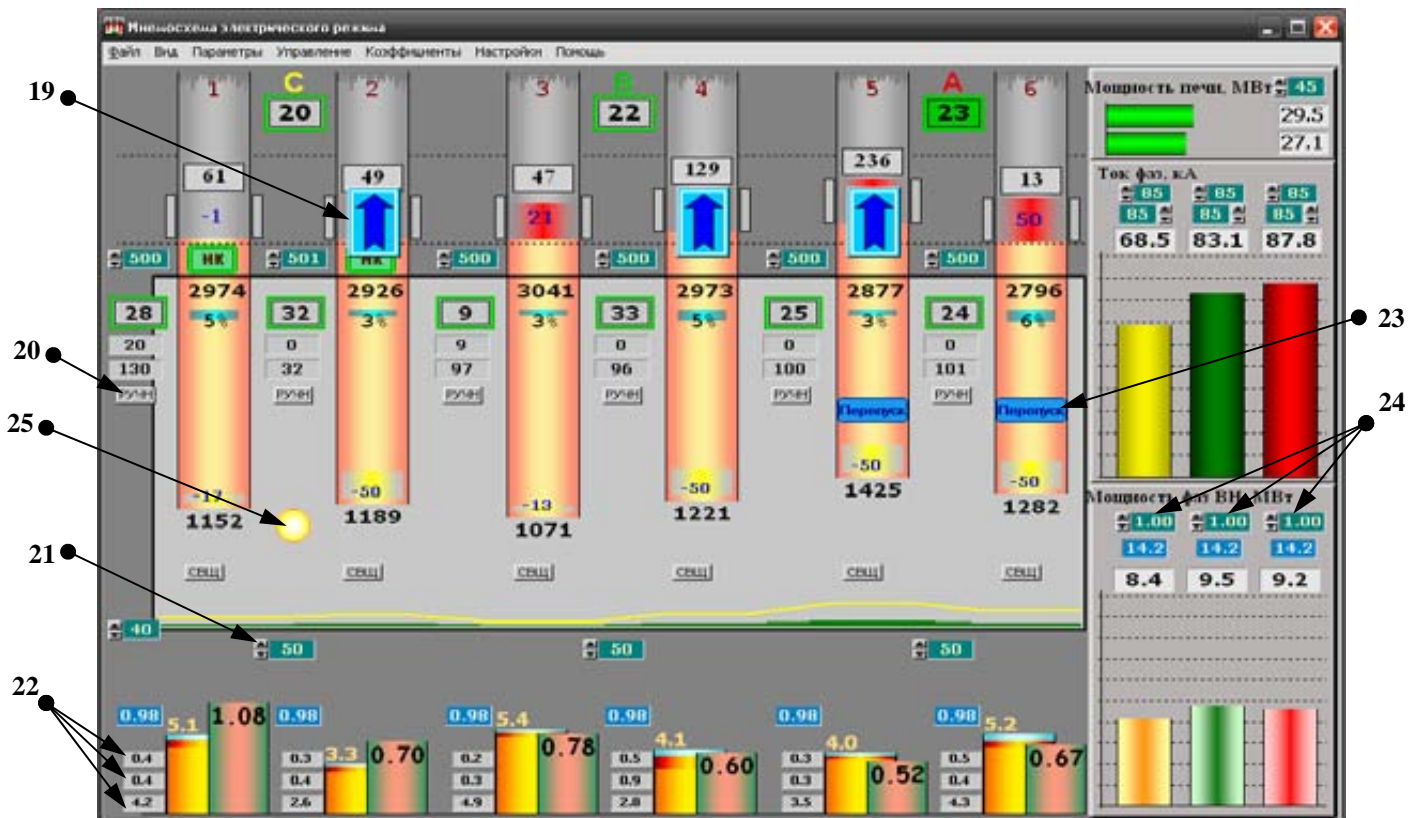 Мнемосхема электрического режима
Файл Вид Параметры Управление Коэффициенты Настройки Помощь
1 C 2 3 B 4 5 A 6
20 22 23
Мощность печи, МВт 45
29.5
27.1
19
61 49 47 129 236 13
-1 21 50
Ток фаз, кА
85 85 85
85 85 85
68.5 83.1 87.8
500 НК 501 НК 500 500 500 500
2974 2926 3041 2973 2877 2796
28 5% 32 3% 9 3% 33 5% 25 3% 24 6%
20 0 9 0 0 0
130 32 97 96 100 101
20
ручн ручн ручн ручн ручн ручн
23
24
Перепуск Перепуск
25
-17 -50 -13 -50 -50 -50
1152 1189 1071 1221 1425 1282
Мощность фаз ВН, МВт
1.00 1.00 1.00
14.2 14.2 14.2
8.4 9.5 9.2
21
свщ свщ свщ свщ свщ свщ
40
50 50 50
22
0.98 5.1 1.08 0.98 3.3 0.70 0.98 5.4 0.78 0.98 4.1 0.60 0.98 4.0 0.52 0.98 5.2 0.67
0.4 0.3 0.2 0.5 0.3 0.5
0.4 0.4 0.3 0.9 0.4 0.4
4.2 2.6 4.9 2.8 3.5 4.3